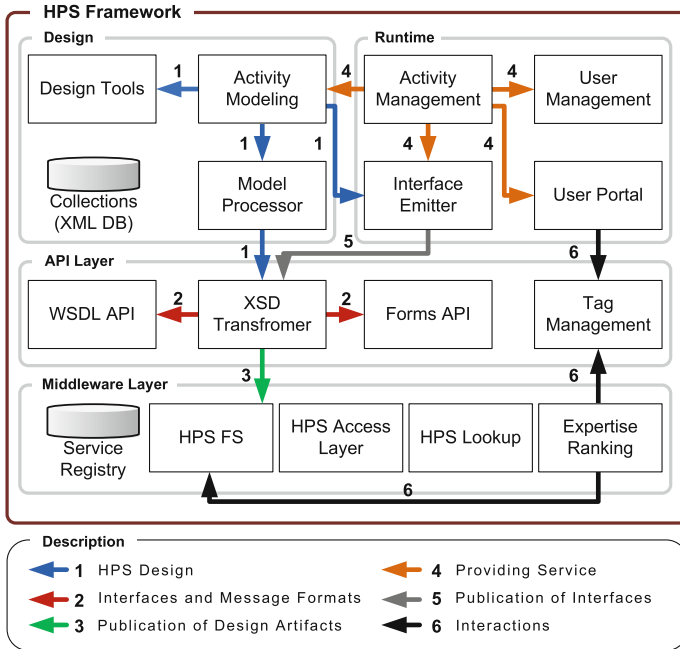 HPS Framework
Design
Runtime
Design Tools
1
Activity
Modeling
4
Activity
Management
4
User
Management
1
1
4
4
Collections
(XML DB)
Model
Processor
Interface
Emitter
User Portal
1
5
6
API Layer
WSDL API
2
XSD
Transfromer
2
Forms API
Tag
Management
3
6
Middleware Layer
Service
Registry
HPS FS
HPS Access
Layer
HPS Lookup
Expertise
Ranking
6
Description
1 HPS Design
2 Interfaces and Message Formats
3 Publication of Design Artifacts
4 Providing Service
5 Publication of Interfaces
6 Interactions